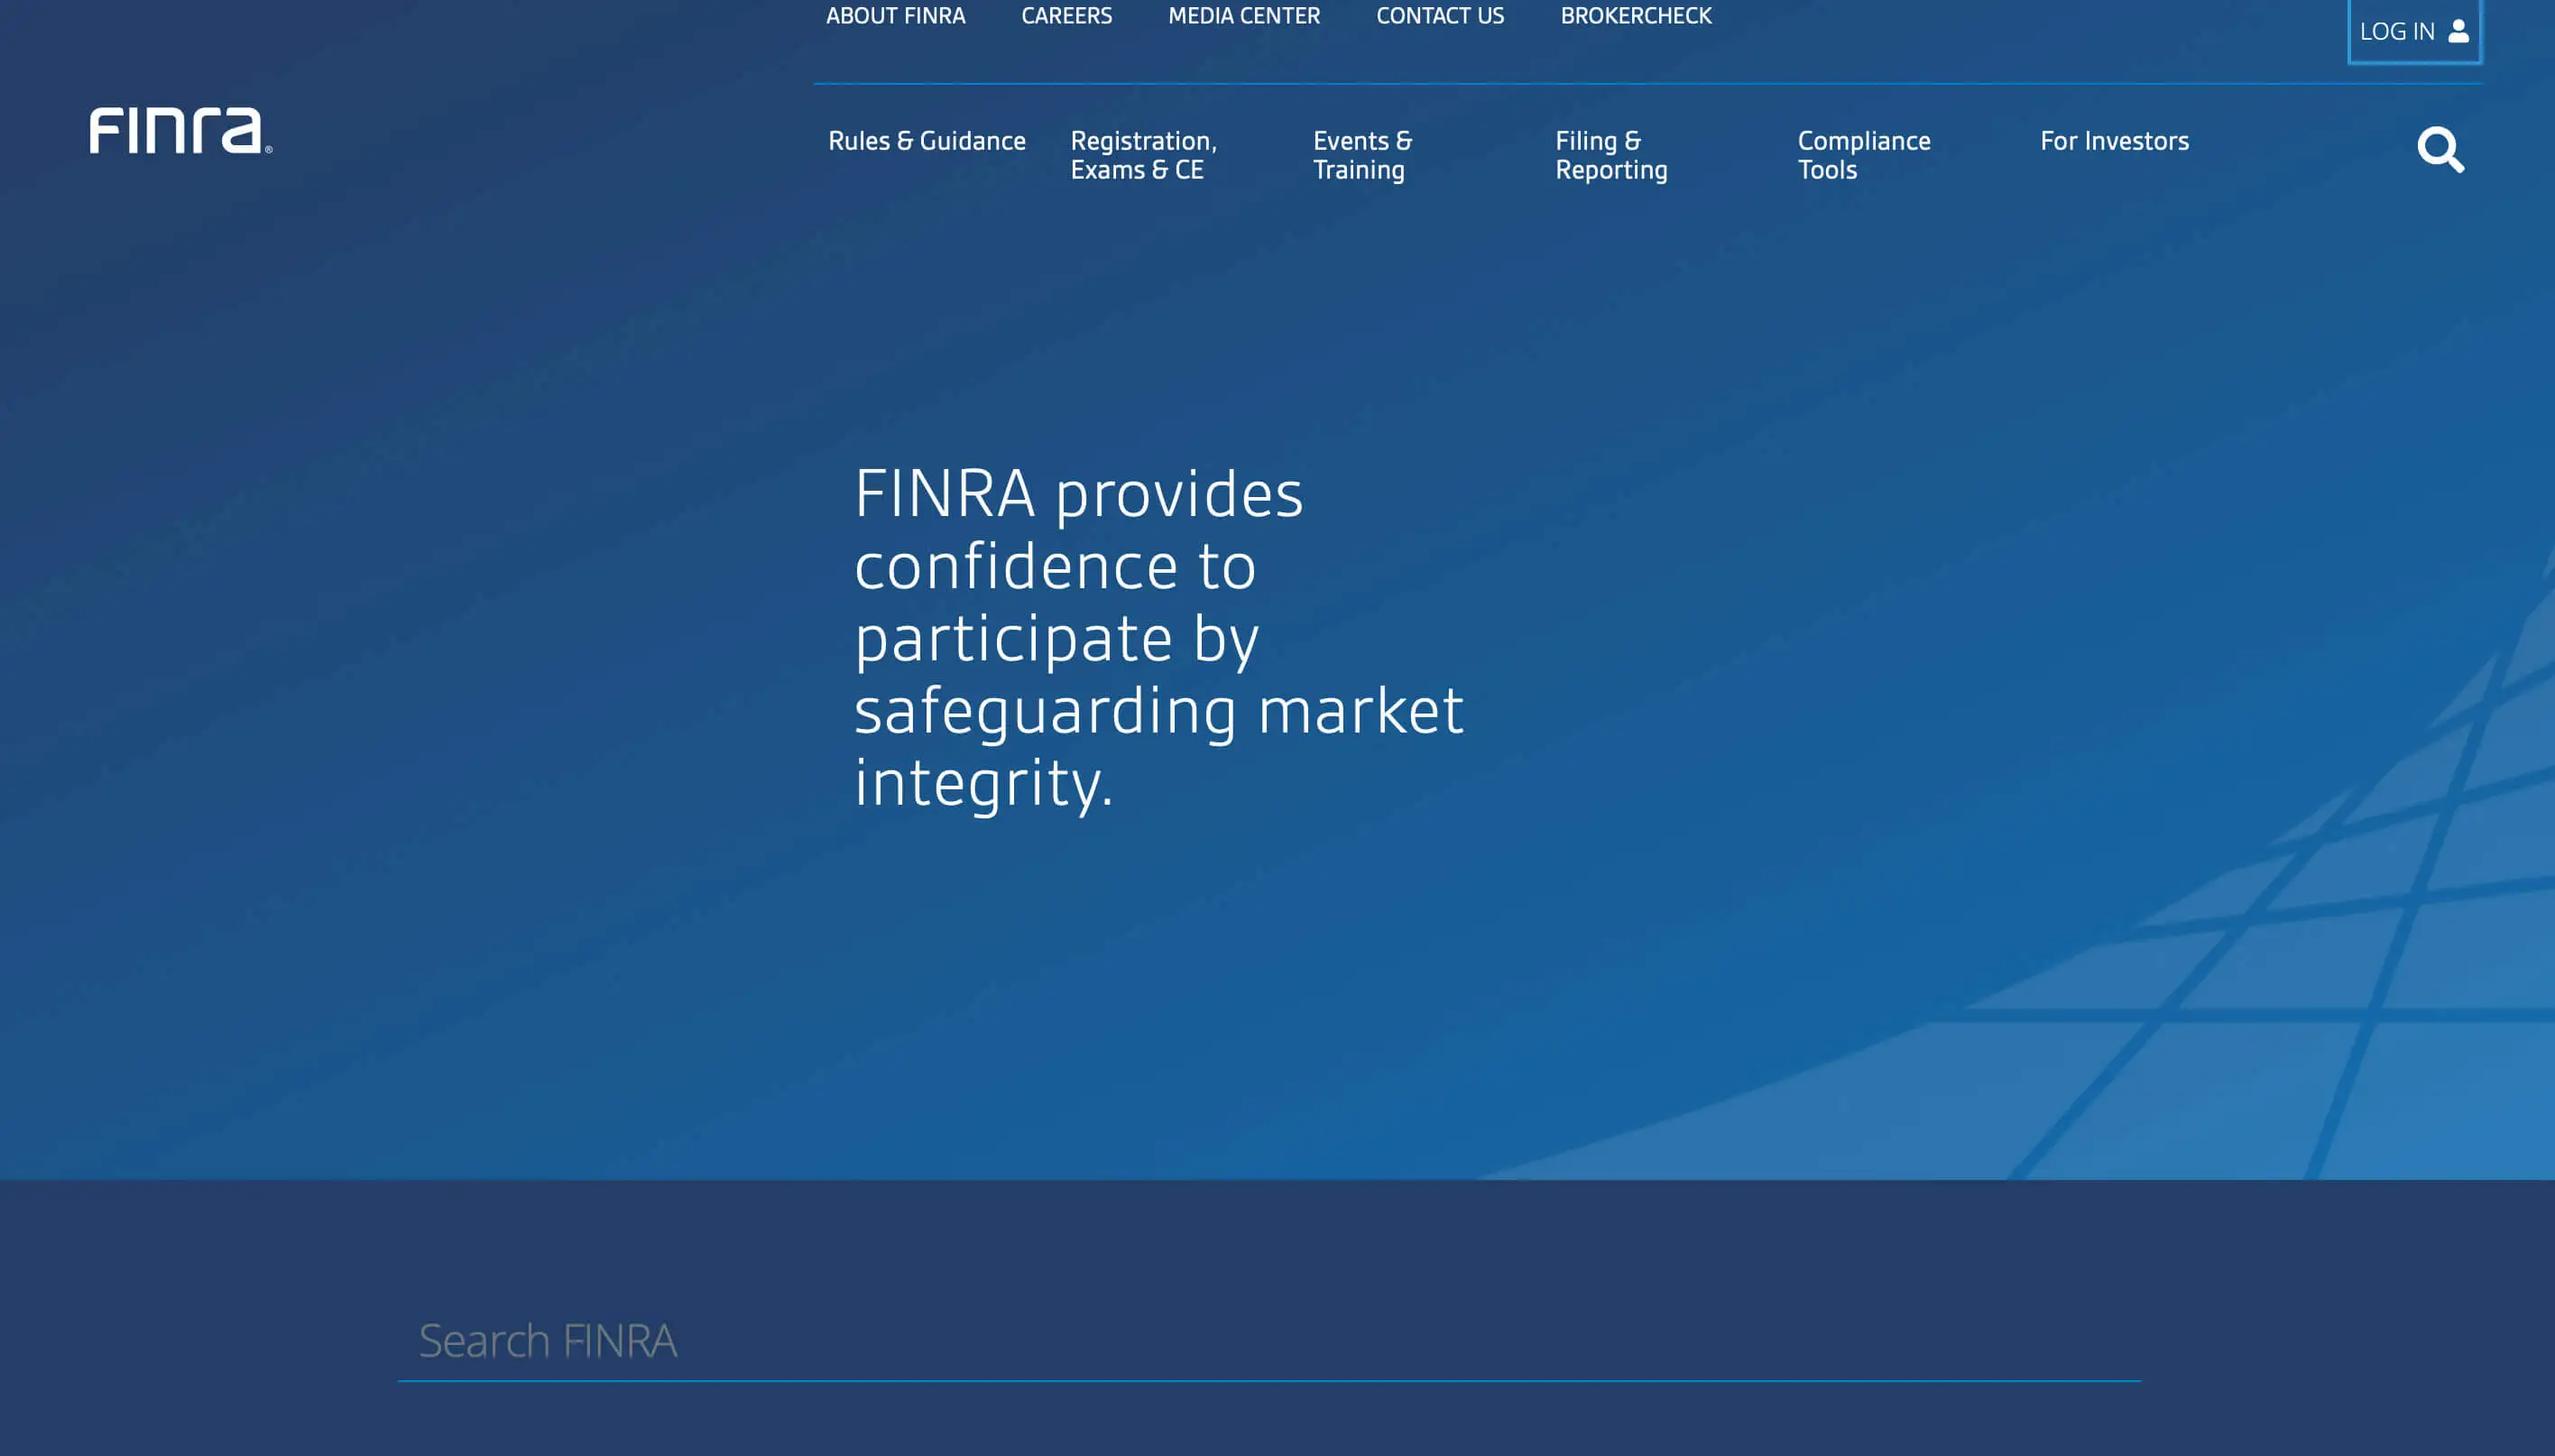 ABOUT FINRA CAREERS MEDIA CENTER CONTACT US BROKERCHECK LOG IN
FINRA®
Rules & Guidance
Registration,
Exams & CE
Events &
Training
Filing &
Reporting
Compliance
Tools
For Investors
FINRA provides
confidence to
participate by
safeguarding market
integrity.
Search FINRA